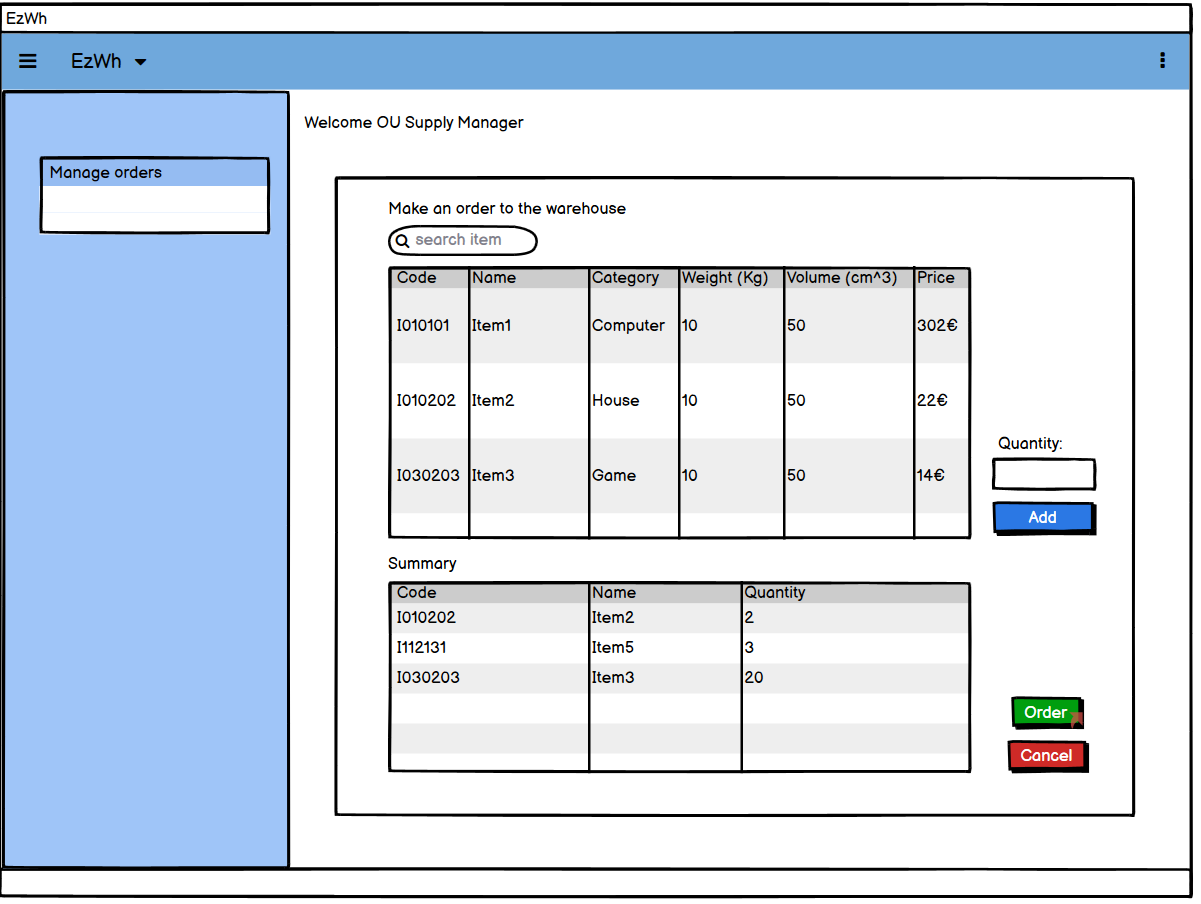 EzWh
EzWh
Welcome OU Supply Manager
Manage orders
Make an order to the warehouse
search item
Code Name Category Weight (Kg) Volume (cm^3) Price
I010101 Item1 Computer 10 50 302€
I010202 Item2 House 10 50 22€
I030203 Item3 Game 10 50 14€
Quantity:
Add
Summary
Code Name Quantity
I010202 Item2 2
I112131 Item5 3
I030203 Item3 20
Order
Cancel